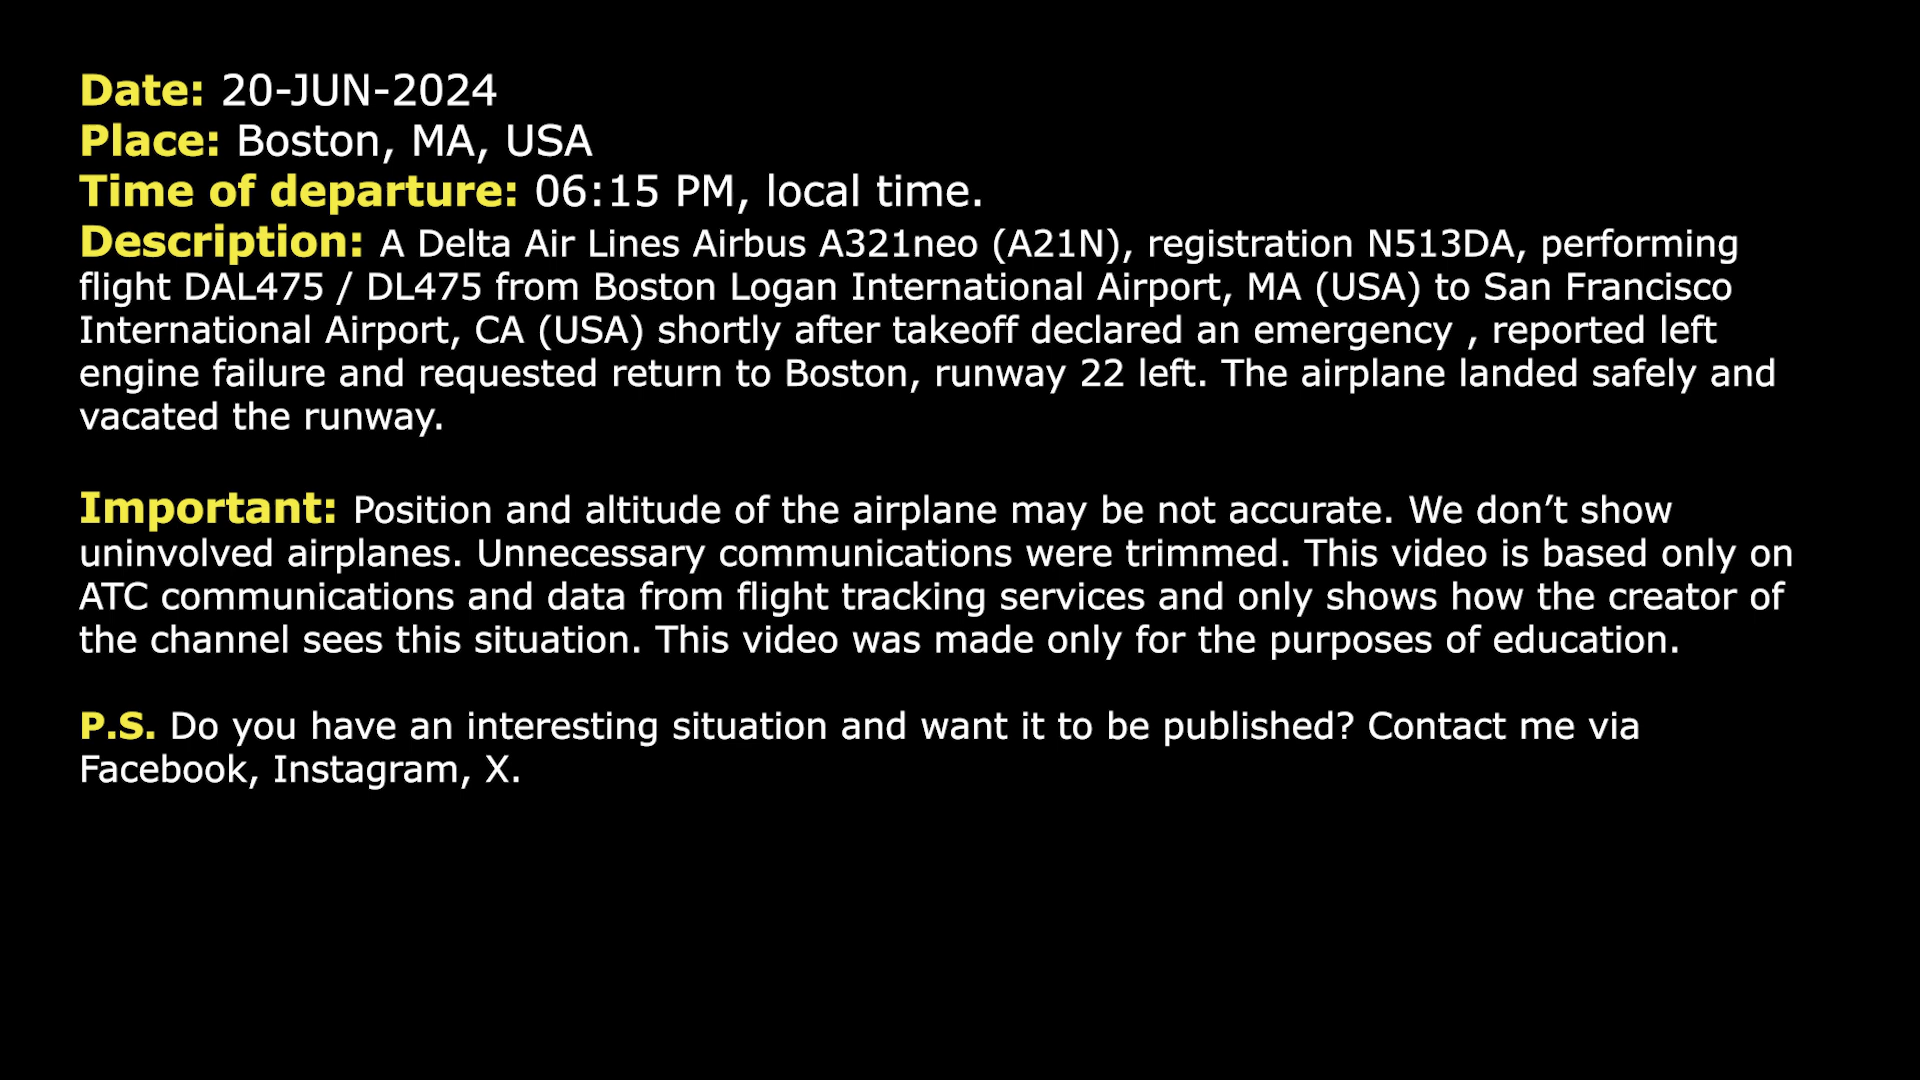 Date: 20-JUN-2024
Place: Boston, MA, USA
Time of departure: 06:15 PM, local time.
Description: A Delta Air Lines Airbus A321neo (A21N), registration N513DA, performing
flight DAL475 / DL475 from Boston Logan International Airport, MA (USA) to San Francisco
International Airport, CA (USA) shortly after takeoff declared an emergency , reported left
engine failure and requested return to Boston, runway 22 left. The airplane landed safely and
vacated the runway.
Important: Position and altitude of the airplane may be not accurate. We don’t show
uninvolved airplanes. Unnecessary communications were trimmed. This video is based only on
ATC communications and data from flight tracking services and only shows how the creator of
the channel sees this situation. This video was made only for the purposes of education.
P.S. Do you have an interesting situation and want it to be published? Contact me via
Facebook, Instagram, X.